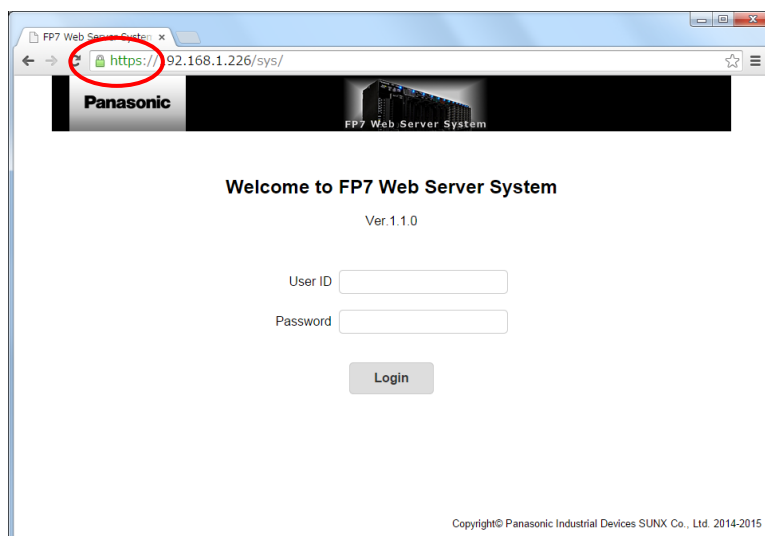 FP7 Web Server System
https://192.168.1.226/sys/
Panasonic
FP7 Web Server System
Welcome to FP7 Web Server System
Ver.1.1.0
User ID
Password
Login
Copyright© Panasonic Industrial Devices SUNX Co., Ltd. 2014-2015